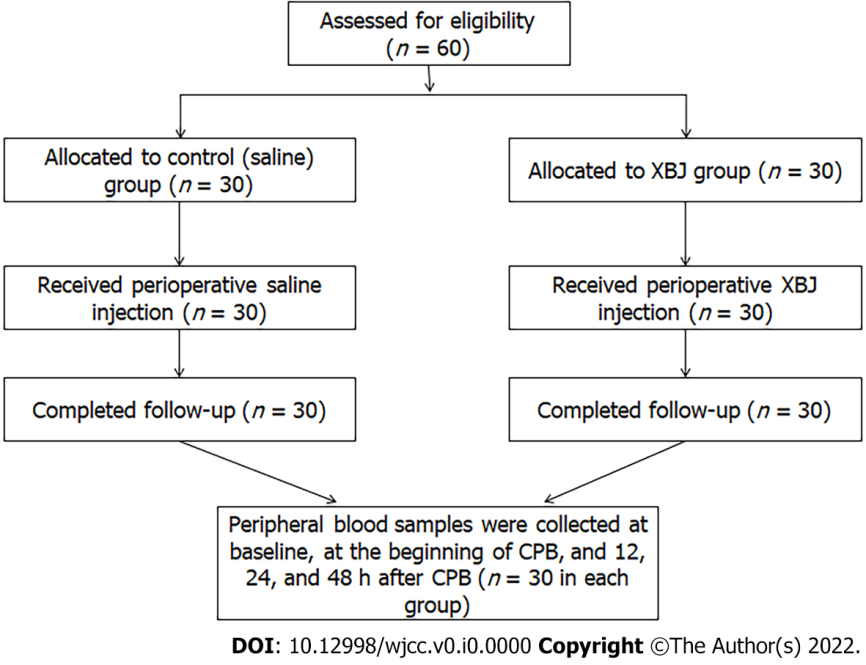 Assessed for eligibility
(n = 60)
Allocated to control (saline)
group (n = 30)
Allocated to XBJ group (n = 30)
Received perioperative saline
injection (n = 30)
Received perioperative XBJ
injection (n = 30)
Completed follow-up (n = 30)
Completed follow-up (n = 30)
Peripheral blood samples were collected at
baseline, at the beginning of CPB, and 12,
24, and 48 h after CPB (n = 30 in each
group)
DOI: 10.12998/wjcc.v0.i0.0000 Copyright ©The Author(s) 2022.